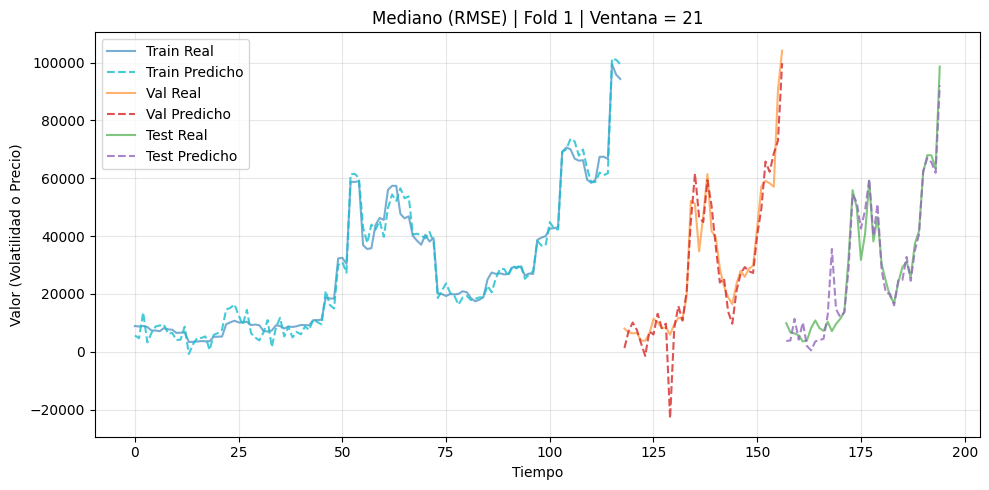 Mediano (RMSE) | Fold 1 | Ventana = 21
Train Real
Train Predicho
Val Real
Val Predicho
Test Real
Test Predicho
Valor (Volatilidad o Precio)
100000
80000
60000
40000
20000
0
−20000
0
25
50
75
100
125
150
175
200
Tiempo